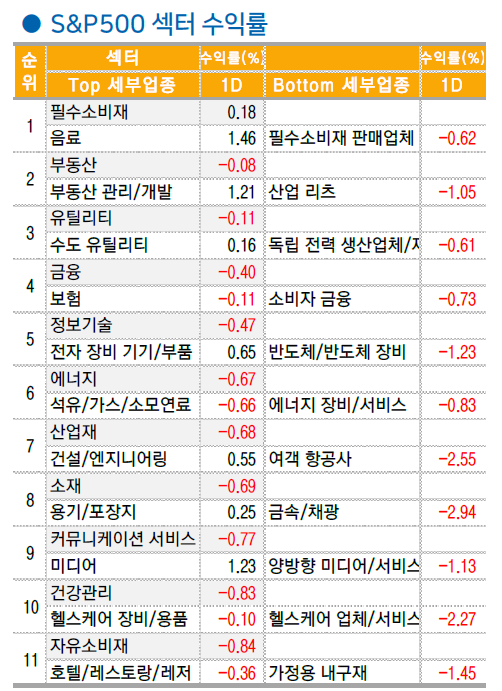 ● S&P500 섹터 수익률
순위 섹터 수익률(%) 수익률(%)
Top 세부업종 1D Bottom 세부업종 1D
1 필수소비재 0.18
음료 1.46 필수소비재 판매업체 -0.62
2 부동산 -0.08
부동산 관리/개발 1.21 산업 리츠 -1.05
3 유틸리티 -0.11
수도 유틸리티 0.16 독립 전력 생산업체/ -0.61
4 금융 -0.40
보험 -0.11 소비자 금융 -0.73
5 정보기술 -0.47
전자 장비 기기/부품 0.65 반도체/반도체 장비 -1.23
6 에너지 -0.67
석유/가스/소모연료 -0.66 에너지 장비/서비스 -0.83
7 산업재 -0.68
건설/엔지니어링 0.55 여객 항공사 -2.55
8 소재 -0.69
용기/포장지 0.25 금속/채광 -2.94
9 커뮤니케이션 서비스 -0.77
미디어 1.23 양방향 미디어/서비스 -1.13
10 건강관리 -0.83
헬스케어 장비/용품 -0.10 헬스케어 업체/서비스 -2.27
11 자유소비재 -0.84
호텔/레스토랑/레저 -0.36 가정용 내구재 -1.45